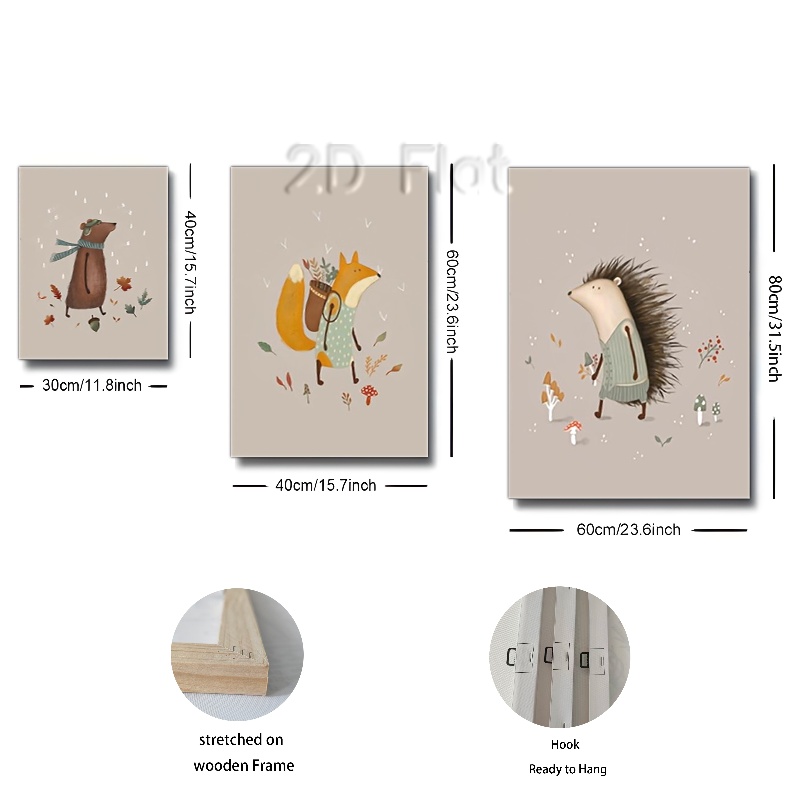 2D Flat
40cm/15.7inch
60cm/23.6inch
80cm/31.5inch
30cm/11.8inch
40cm/15.7inch
60cm/23.6inch
stretched on
wooden Frame
Hook
Ready to Hang